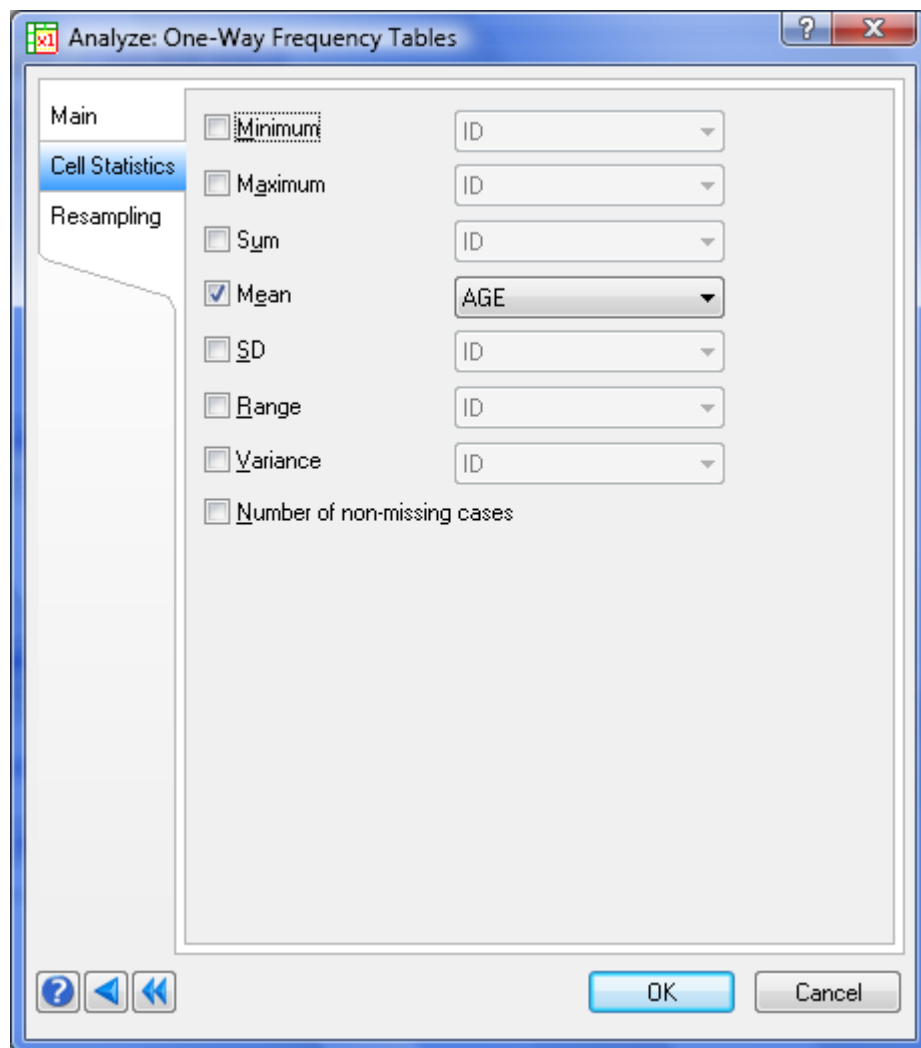 Analyze: One-Way Frequency Tables
Main
Cell Statistics
Resampling
Minimum ID
Maximum ID
Sum ID
Mean AGE
SD ID
Range ID
Variance ID
Number of non-missing cases
OK Cancel